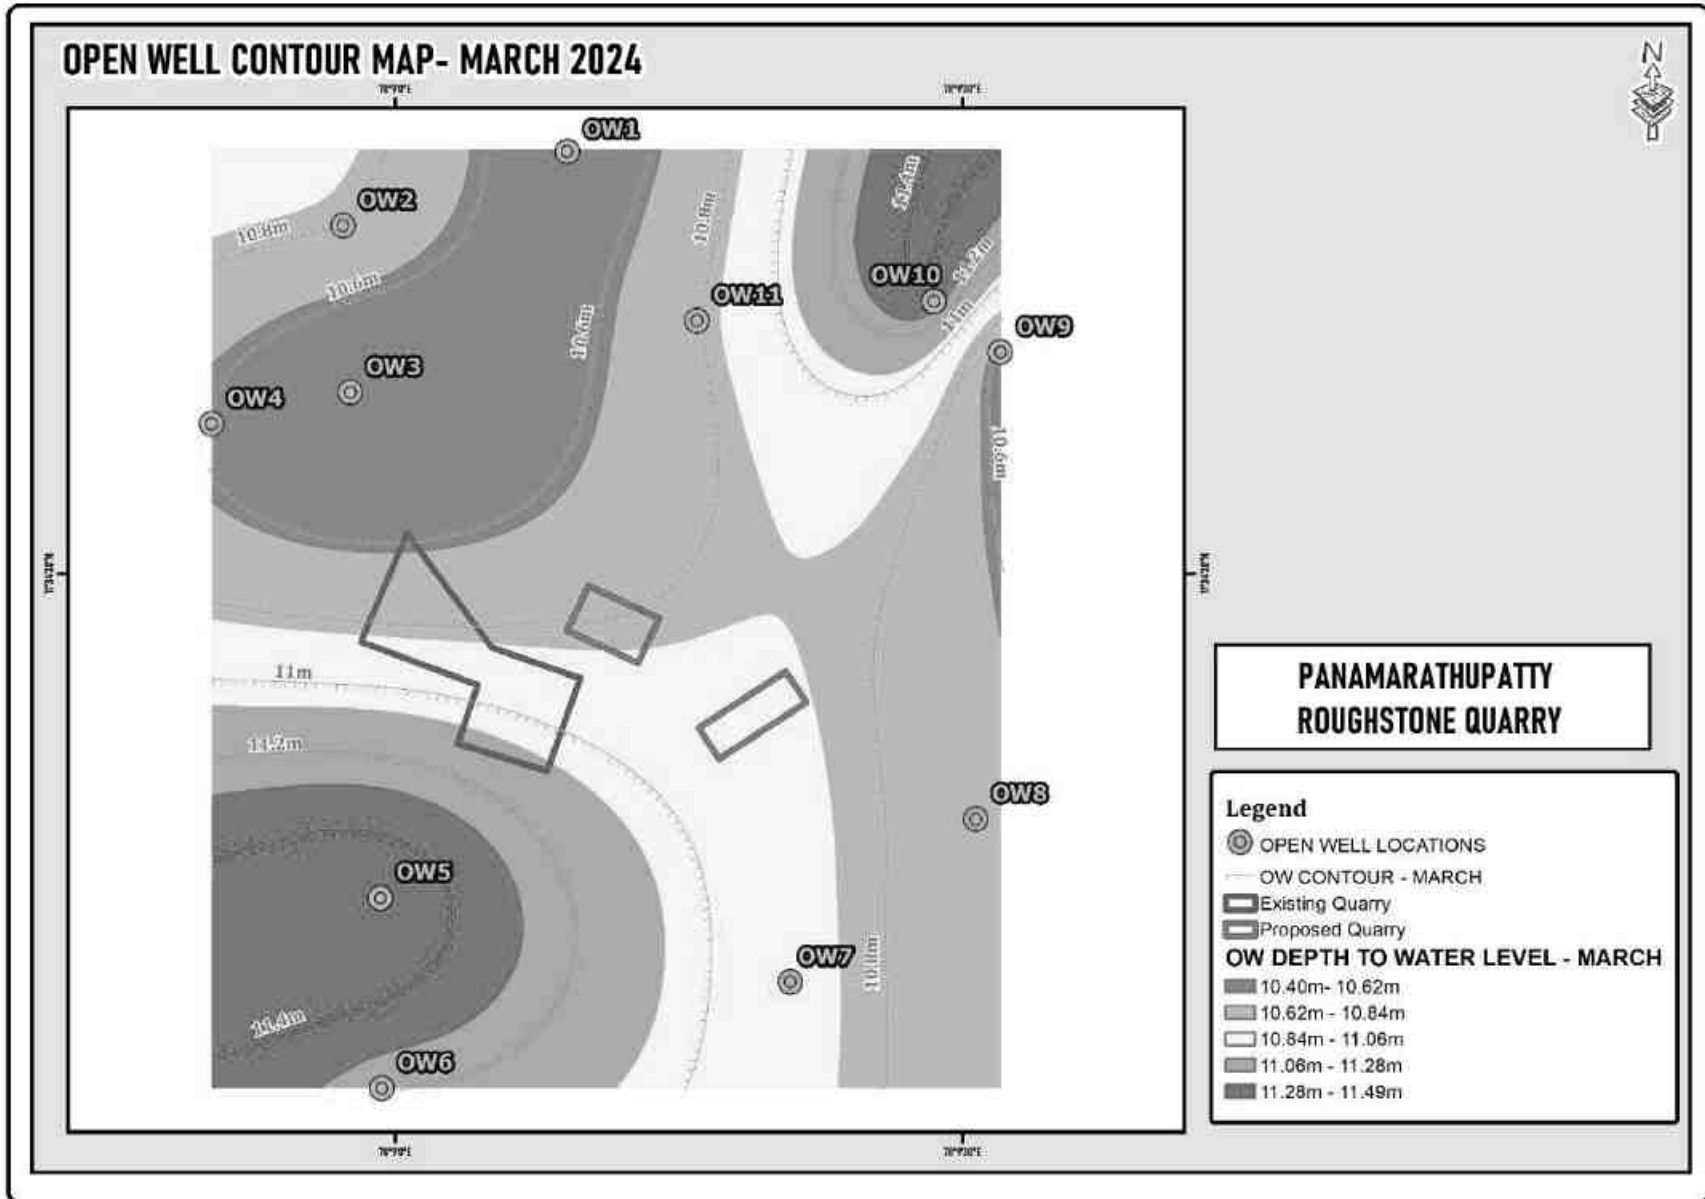 OPEN WELL CONTOUR MAP- MARCH 2024
N
OW1
OW2
10.8m
10.8m
11.4m
11.2m
OW10
10.6m
OW11
11m
OW9
10.6m
OW3
OW4
10.6m
11m
11.2m
OW8
OW5
OW7
10.8m
11.4m
OW6
PANAMARATHUPATTY
ROUGHSTONE QUARRY
Legend
OPEN WELL LOCATIONS
OW CONTOUR - MARCH
Existing Quarry
Proposed Quarry
OW DEPTH TO WATER LEVEL - MARCH
10.40m- 10.62m
10.62m - 10.84m
10.84m - 11.06m
11.06m - 11.28m
11.28m - 11.49m